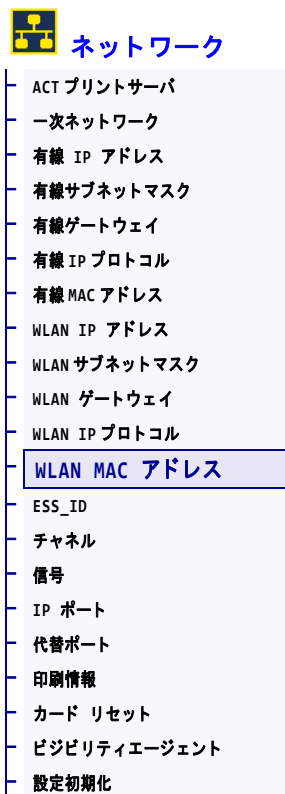 ネットワーク
ACT プリントサーバ
一次ネットワーク
有線 IP アドレス
有線サブネットマスク
有線ゲートウェイ
有線 IP プロトコル
有線 MAC アドレス
WLAN IP アドレス
WLAN サブネットマスク
WLAN ゲートウェイ
WLAN IP プロトコル
WLAN MAC アドレス
ESS_ID
チャネル
信号
IP ポート
代替ポート
印刷情報
カード リセット
ビジビリティエージェント
設定初期化